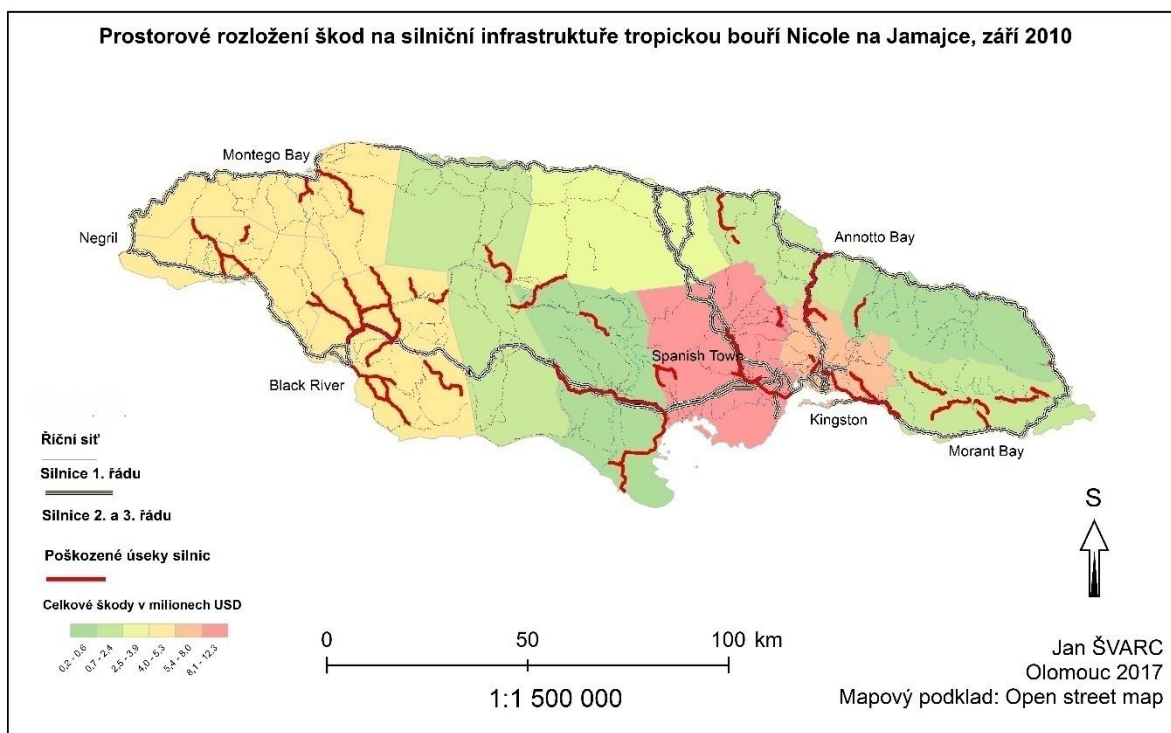 Prostorové rozložení škod na silniční infrastruktuře tropickou bouří Nicole na Jamajce, září 2010
Montego Bay
Negril
Annotto Bay
Spanish Town
Black River
Kingston
Morant Bay
Říční síť
Silnice 1. řádu
Silnice 2. a 3. řádu
Poškozené úseky silnic
Celkové škody v milionech USD
0,2 - 0,6
0,7 - 2,4
2,5 - 3,9
4,0 - 5,3
5,4 - 8,0
8,1 - 12,3
S
0 50 100 km
1:1 500 000
Jan ŠVARC
Olomouc 2017
Mapový podklad: Open street map